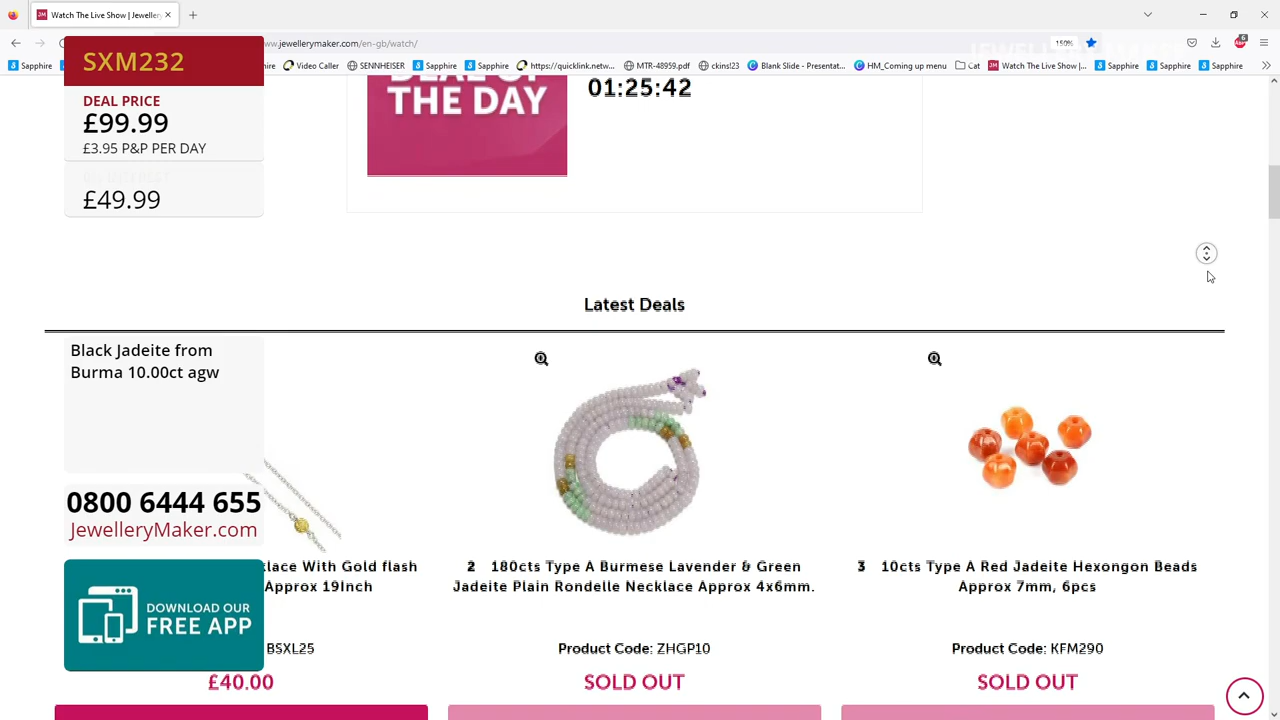 Watch The Live Show | Jeweller
www.jewellerymaker.com/en-gb/watch/
150%
6
Sapphire
Video Caller
SENNHEISER
Sapphire
Sapphire
https://quicklink.netw...
MTR-48959.pdf
ckins13
Blank Slide - Presentat...
HM_Coming up menu
Cat
Watch The Live Show...
Sapphire
Sapphire
Sapphire
SXM232
DEAL PRICE
£99.99
£3.95 P&P PER DAY
£49.99
DEAL OF
THE DAY
01:25:42
Latest Deals
Black Jadeite from
Burma 10.00ct agw
0800 6444 655
JewelleryMaker.com
DOWNLOAD OUR
FREE APP
lace With Gold flash
Approx 19Inch
BSXL25
£40.00
2 180cts Type A Burmese Lavender & Green
Jadeite Plain Rondelle Necklace Approx 4x6mm.
Product Code: ZHGP10
SOLD OUT
3 10cts Type A Red Jadeite Hexongon Beads
Approx 7mm, 6pcs
Product Code: KFM290
SOLD OUT